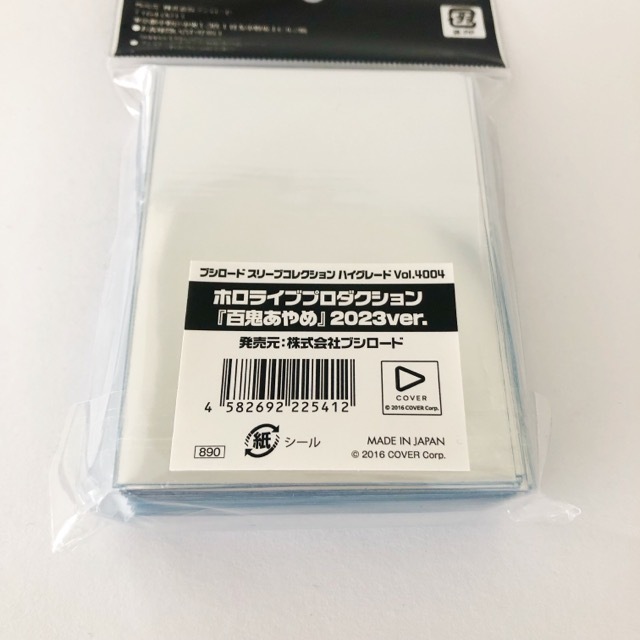 ブシロード スリーブコレクション ハイグレード Vol.4004
ホロライブプロダクション
『百鬼あやめ』2023ver.
発売元：株式会社ブシロード
4 582692 225412
COVER
© 2016 COVER Corp.
890
紙 シール
MADE IN JAPAN
© 2016 COVER Corp.